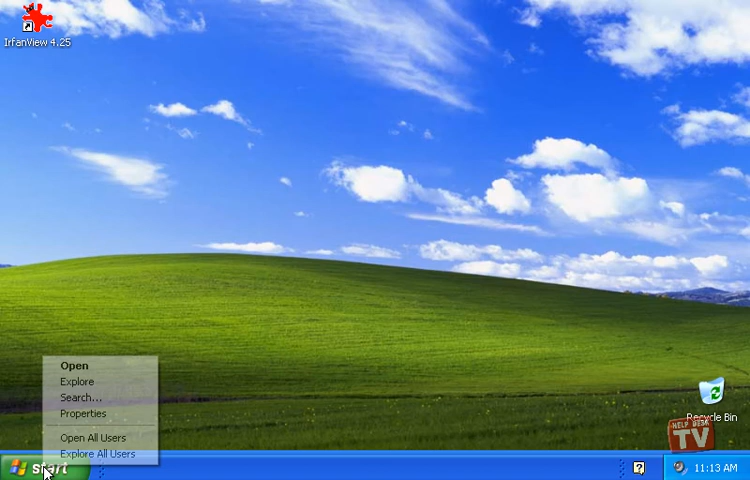 IrfanView 4.25
Open
Explore
Search...
Properties
Open All Users
Explore All Users
Recycle Bin
HELP DESK
TV
start
11:13 AM